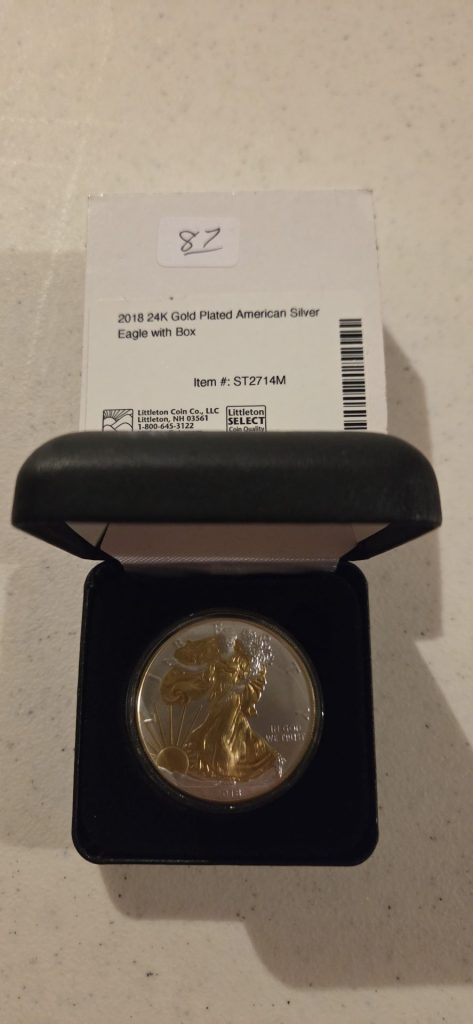 87
2018 24K Gold Plated American Silver
Eagle with Box
Item #: ST2714M
Littleton Coin Co., LLC
Littleton, NH 03561
1-800-645-3122
Littleton
SELECT
Coin Quality
IN GOD
WE TRUST
2018